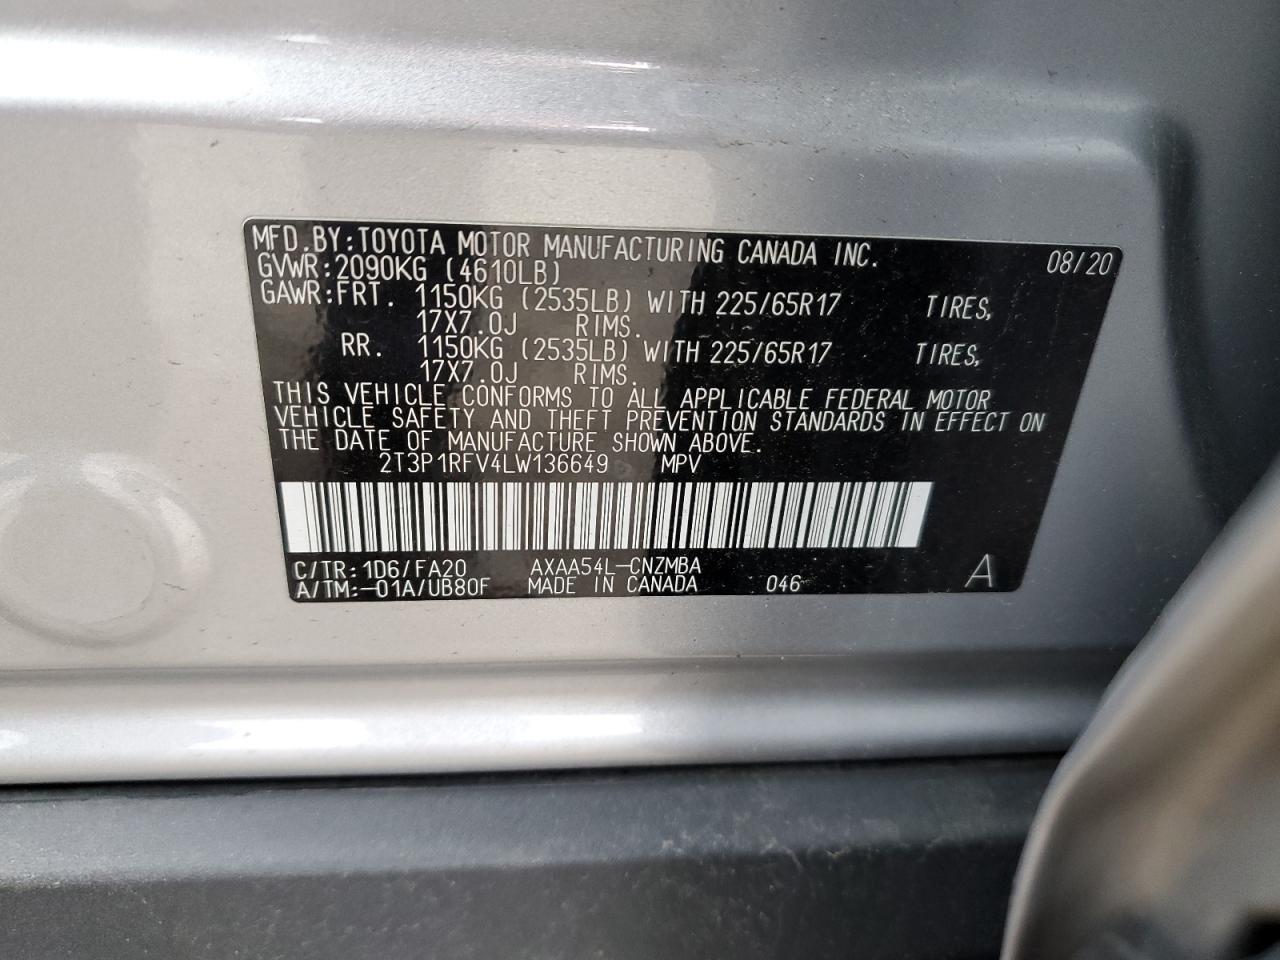 MFD.BY:TOYOTA MOTOR MANUFACTURING CANADA INC. 08/20
GVWR:2090KG (4610LB)
GAWR:FRT. 1150KG (2535LB) WITH 225/65R17 TIRES,
17X7.0J RIMS.
RR. 1150KG (2535LB) WITH 225/65R17 TIRES,
17X7.0J RIMS.
THIS VEHICLE CONFORMS TO ALL APPLICABLE FEDERAL MOTOR
VEHICLE SAFETY AND THEFT PREVENTION STANDARDS IN EFFECT ON
THE DATE OF MANUFACTURE SHOWN ABOVE.
2T3P1RFV4LW136649 MPV
C/TR:1D6/FA20 AXAA54L-CNZMBA
A/TM:-01A/UB80F MADE IN CANADA 046 A